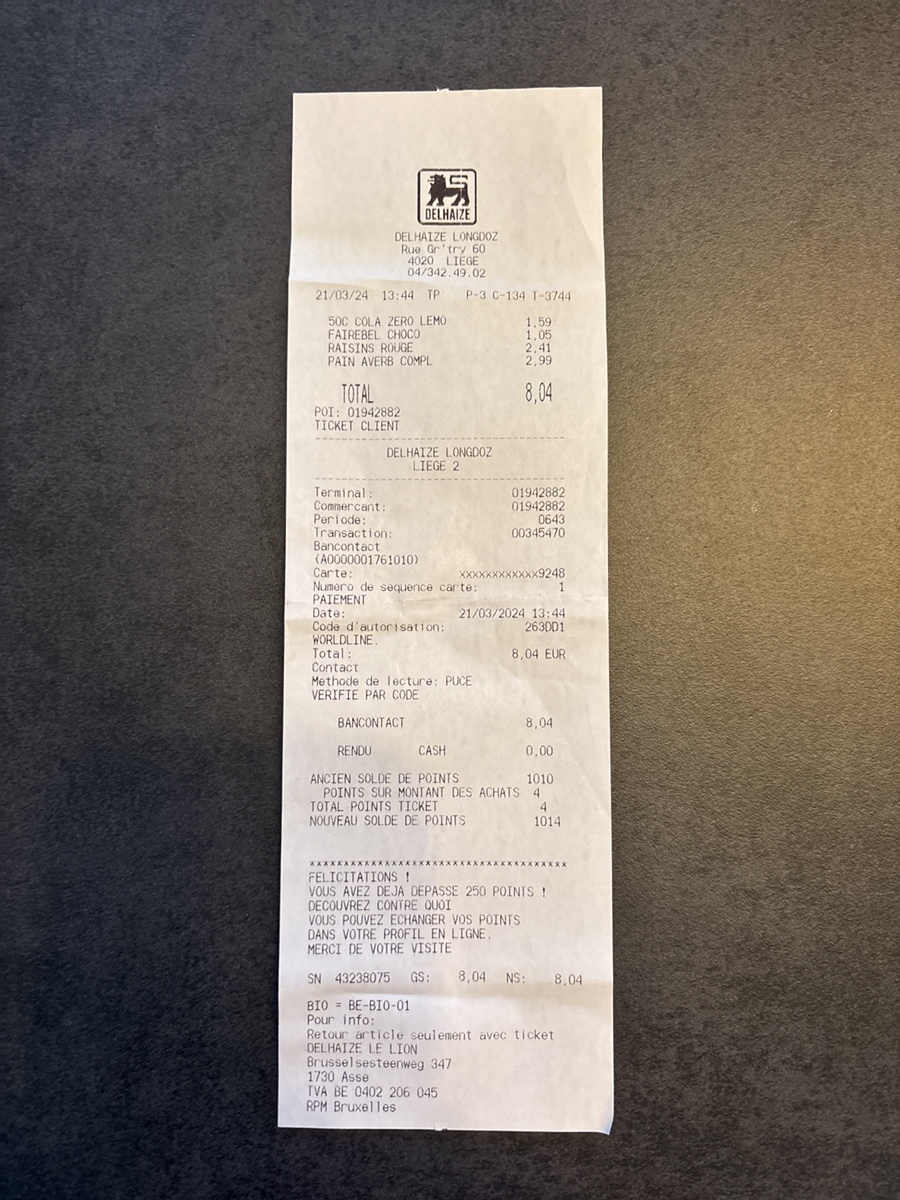 DELHAIZE
DELHAIZE LONGDOZ
Rue Gr'try 60
4020 LIEGE
04/342.49.02
21/03/24 13:44 TP P-3 C-134 T-3744
50C COLA ZERO LEMO 1,59
FAIREBEL CHOCO 1,05
RAISINS ROUGE 2,41
PAIN AVERB COMPL 2,99
TOTAL 8,04
POI: 01942882
TICKET CLIENT
DELHAIZE LONGDOZ
LIEGE 2
Terminal: 01942882
Commercant: 01942882
Periode: 0643
Transaction: 00345470
Bancontact
(A0000001761010)
Carte: xxxxxxxxxxxx9248
Numero de sequence carte: 1
PAIEMENT
Date: 21/03/2024 13:44
Code d'autorisation: 263DD1
WORLDLINE.
Total: 8,04 EUR
Contact
Methode de lecture: PUCE
VERIFIE PAR CODE
BANCONTACT 8,04
RENDU CASH 0,00
ANCIEN SOLDE DE POINTS 1010
POINTS SUR MONTANT DES ACHATS 4
TOTAL POINTS TICKET 4
NOUVEAU SOLDE DE POINTS 1014
**************************************
FELICITATIONS !
VOUS AVEZ DEJA DEPASSE 250 POINTS !
DECOUVREZ CONTRE QUOI
VOUS POUVEZ ECHANGER VOS POINTS
DANS VOTRE PROFIL EN LIGNE.
MERCI DE VOTRE VISITE
SN 43238075 GS: 8,04 NS: 8,04
BIO = BE-BIO-01
Pour info:
Retour article seulement avec ticket
DELHAIZE LE LION
Brusselsesteenweg 347
1730 Asse
TVA BE 0402 206 045
RPM Bruxelles